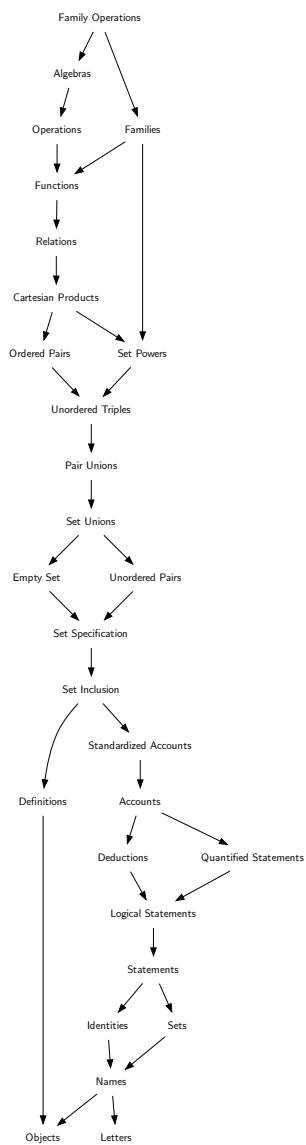 Family Operations
Algebras
Operations
Families
Functions
Relations
Cartesian Products
Ordered Pairs
Set Powers
Unordered Triples
Pair Unions
Set Unions
Empty Set
Unordered Pairs
Set Specification
Set Inclusion
Standardized Accounts
Definitions
Accounts
Deductions
Quantified Statements
Logical Statements
Statements
Identities
Sets
Names
Objects
Letters